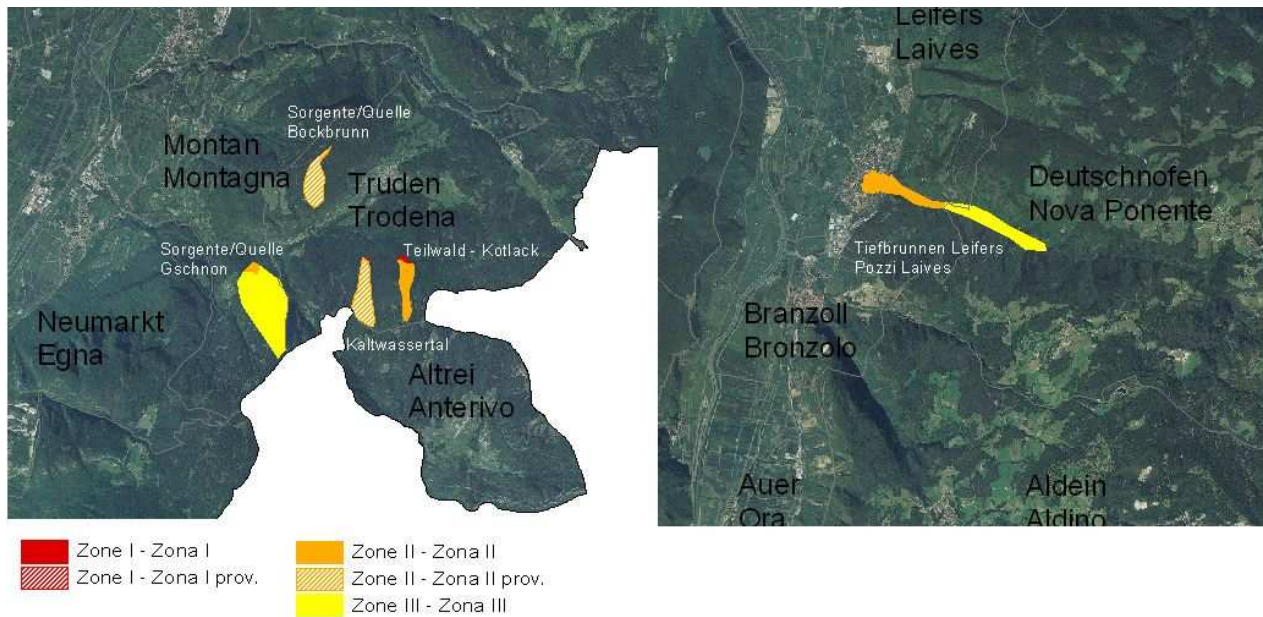 Sorgente/Quelle
Bockbrunn
Montan
Montagna
Truden
Trodena
Sorgente/Quelle
Gschnon
Teilwald - Kotlack
Neumarkt
Egna
Kaltwassertal
Altrei
Anterivo
Leifers
Laives
Deutschnofen
Nova Ponente
Tiefbrunnen Leifers
Pozzi Laives
Branzoll
Bronzolo
Auer
Ora
Aldein
Aldino
Zone I - Zona I
Zone I - Zona I prov.
Zone II - Zona II
Zone II - Zona II prov.
Zone III - Zona III